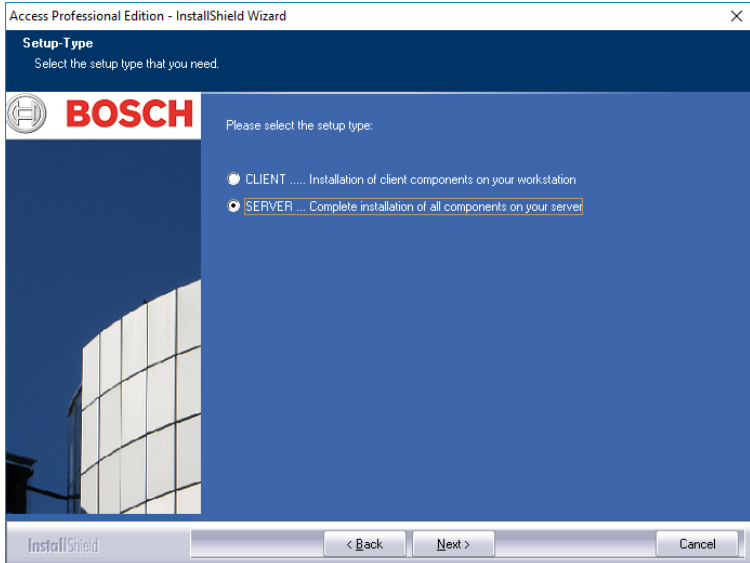 Access Professional Edition - InstallShield Wizard
Setup-Type
Select the setup type that you need.
BOSCH
Please select the setup type:
CLIENT ..... Installation of client components on your workstation
SERVER ... Complete installation of all components on your server
InstallShield
< Back
Next >
Cancel